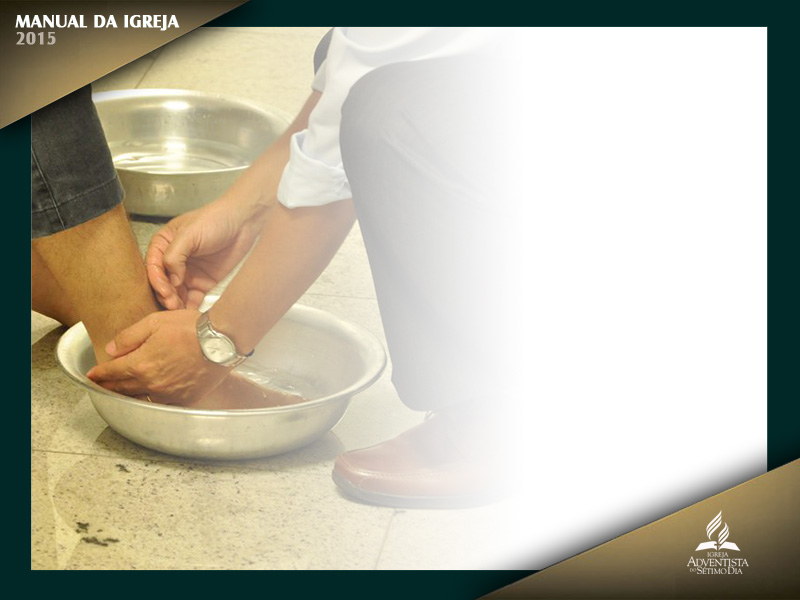 MANUAL DA IGREJA
2015
IGREJA
ADVENTISTA
DO SÉTIMO DIA